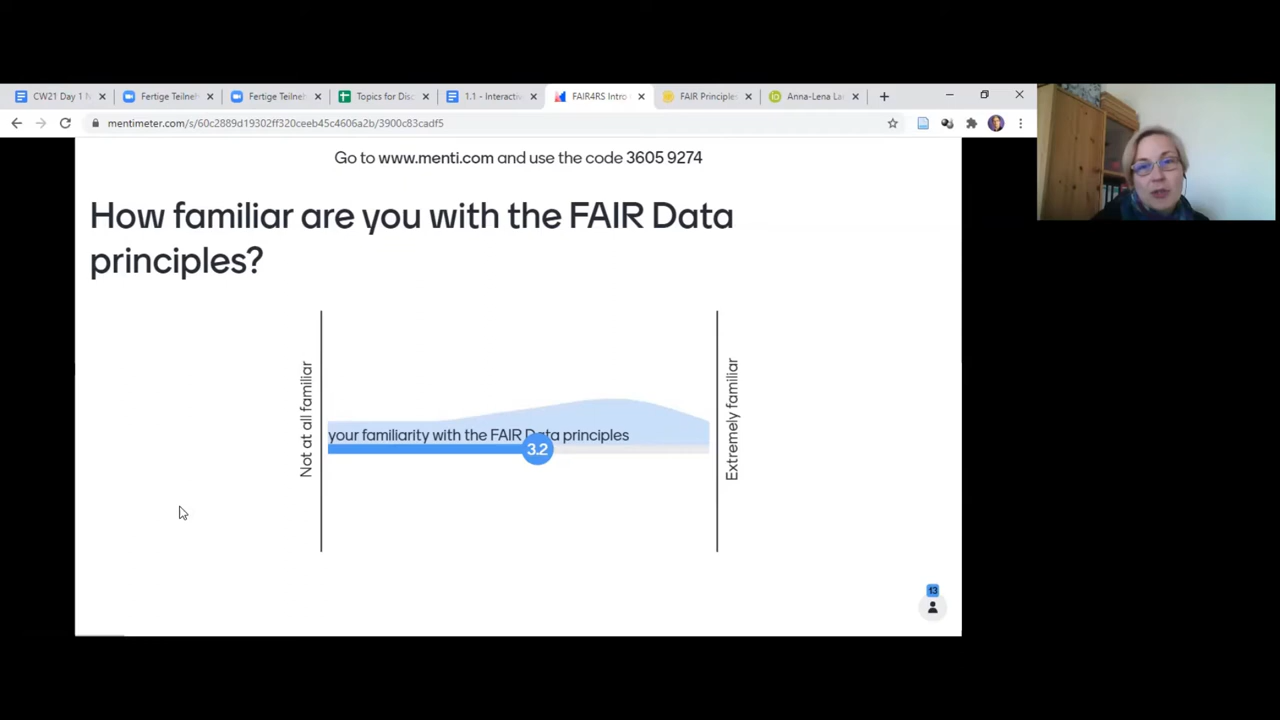 CW21 Day 1 N
Fertige Teilneh
Fertige Teilneh
Topics for Disc
1.1 - Interactiv
FAIR4RS Intro
FAIR Principles
Anna-Lena La
mentimeter.com/s/60c2889d19302ff320ceeb45c4606a2b/3900c83cadf5
Go to www.menti.com and use the code 3605 9274
How familiar are you with the FAIR Data
principles?
Not at all familiar
your familiarity with the FAIR Data principles
3.2
Extremely familiar
13